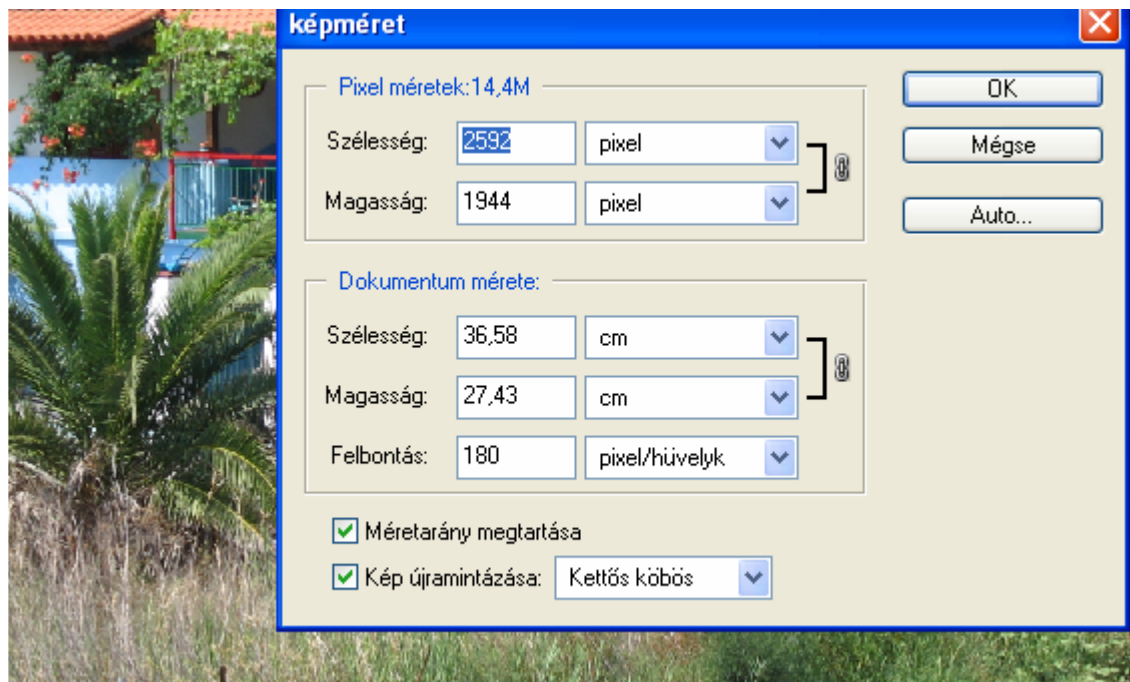 képméret
Pixel méretek:14,4M
OK
Szélesség: 2592 pixel
Mégse
Magasság: 1944 pixel
Auto...
Dokumentum mérete:
Szélesség: 36,58 cm
Magasság: 27,43 cm
Felbontás: 180 pixel/hüvelyk
Méretarány megtartása
Kép újramintázása: Kettős köbös